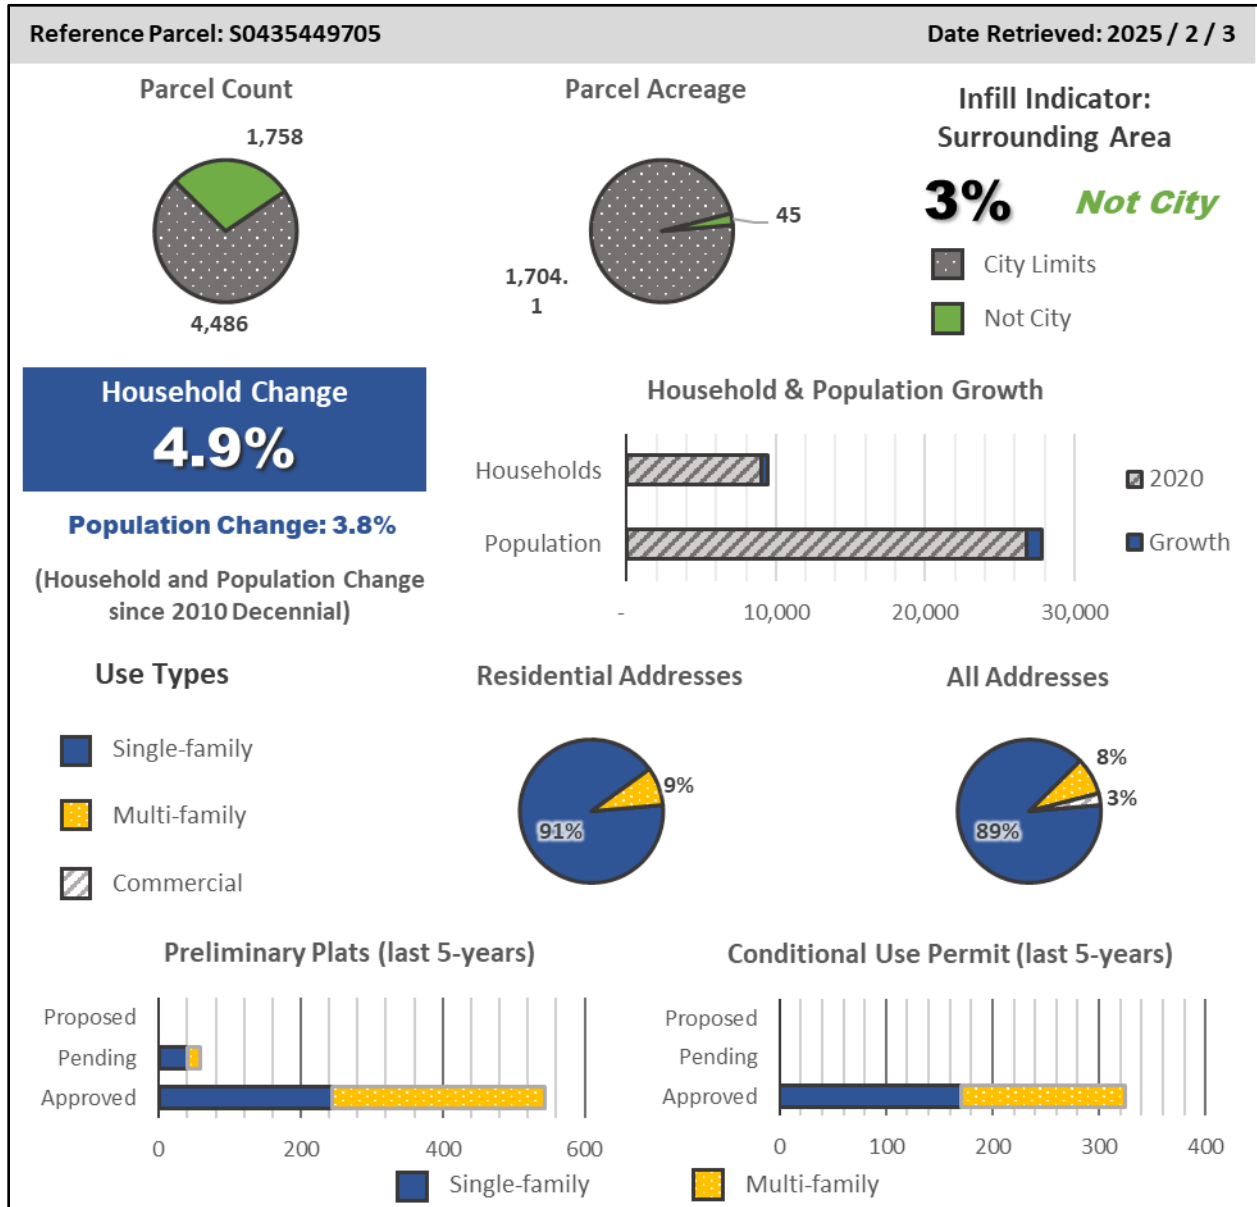 Reference Parcel: S0435449705
Date Retrieved: 2025 / 2 / 3
Parcel Count
1,758
4,486
Parcel Acreage
45
1,704.
1
Infill Indicator:
Surrounding Area
3%
Not City
City Limits
Not City
Household Change
4.9%
Population Change: 3.8%
(Household and Population Change
since 2010 Decennial)
Household & Population Growth
Households
Population
-
10,000
20,000
30,000
2020
Growth
Use Types
Single-family
Multi-family
Commercial
Residential Addresses
9%
91%
All Addresses
8%
3%
89%
Preliminary Plats (last 5-years)
Proposed
Pending
Approved
0
200
400
600
Conditional Use Permit (last 5-years)
Proposed
Pending
Approved
0
100
200
300
400
Single-family
Multi-family